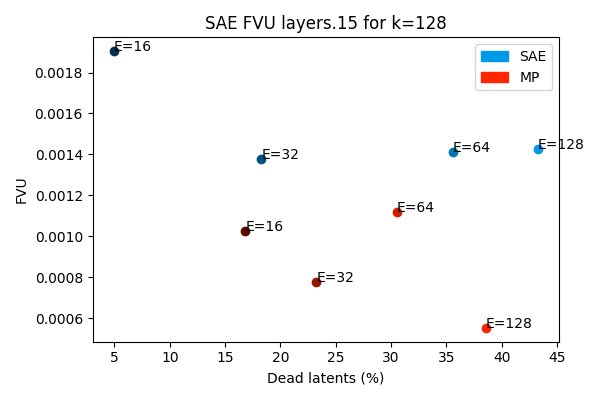 SAE FVU layers.15 for k=128
SAE
MP
E=16
E=32
E=64
E=128
E=16
E=64
E=32
E=128
0.0018
0.0016
0.0014
0.0012
0.0010
0.0008
0.0006
FVU
5
10
15
20
25
30
35
40
45
Dead latents (%)